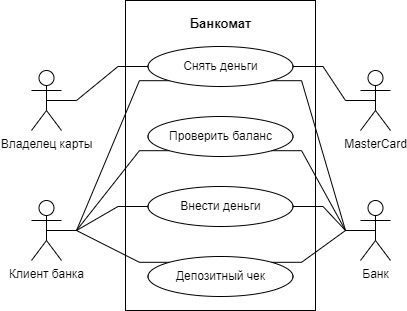 Банкомат
Снять деньги
Владелец карты
MasterCard
Проверить баланс
Внести деньги
Клиент банка
Банк
Депозитный чек